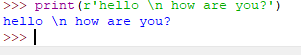 >>> print(r'hello \n how are you?')
hello \n how are you?
>>>